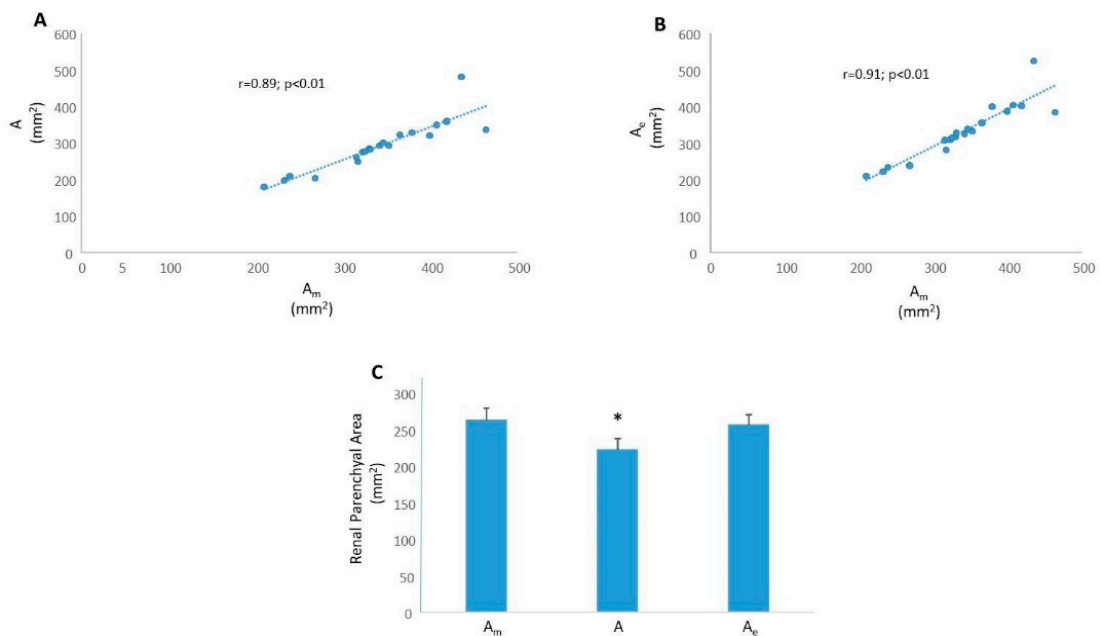 A
600
500
400
300
200
100
0
A
(mm²)
r=0.89; p<0.01
0 5 100 200 300 400 500
Am
(mm²)
B
600
500
400
300
200
100
0
Ae
(mm²)
r=0.91; p<0.01
0 100 200 300 400 500
Am
(mm²)
C
300
250
200
150
100
50
0
Renal Parenchyal Area
(mm²)
*
Am A Ae